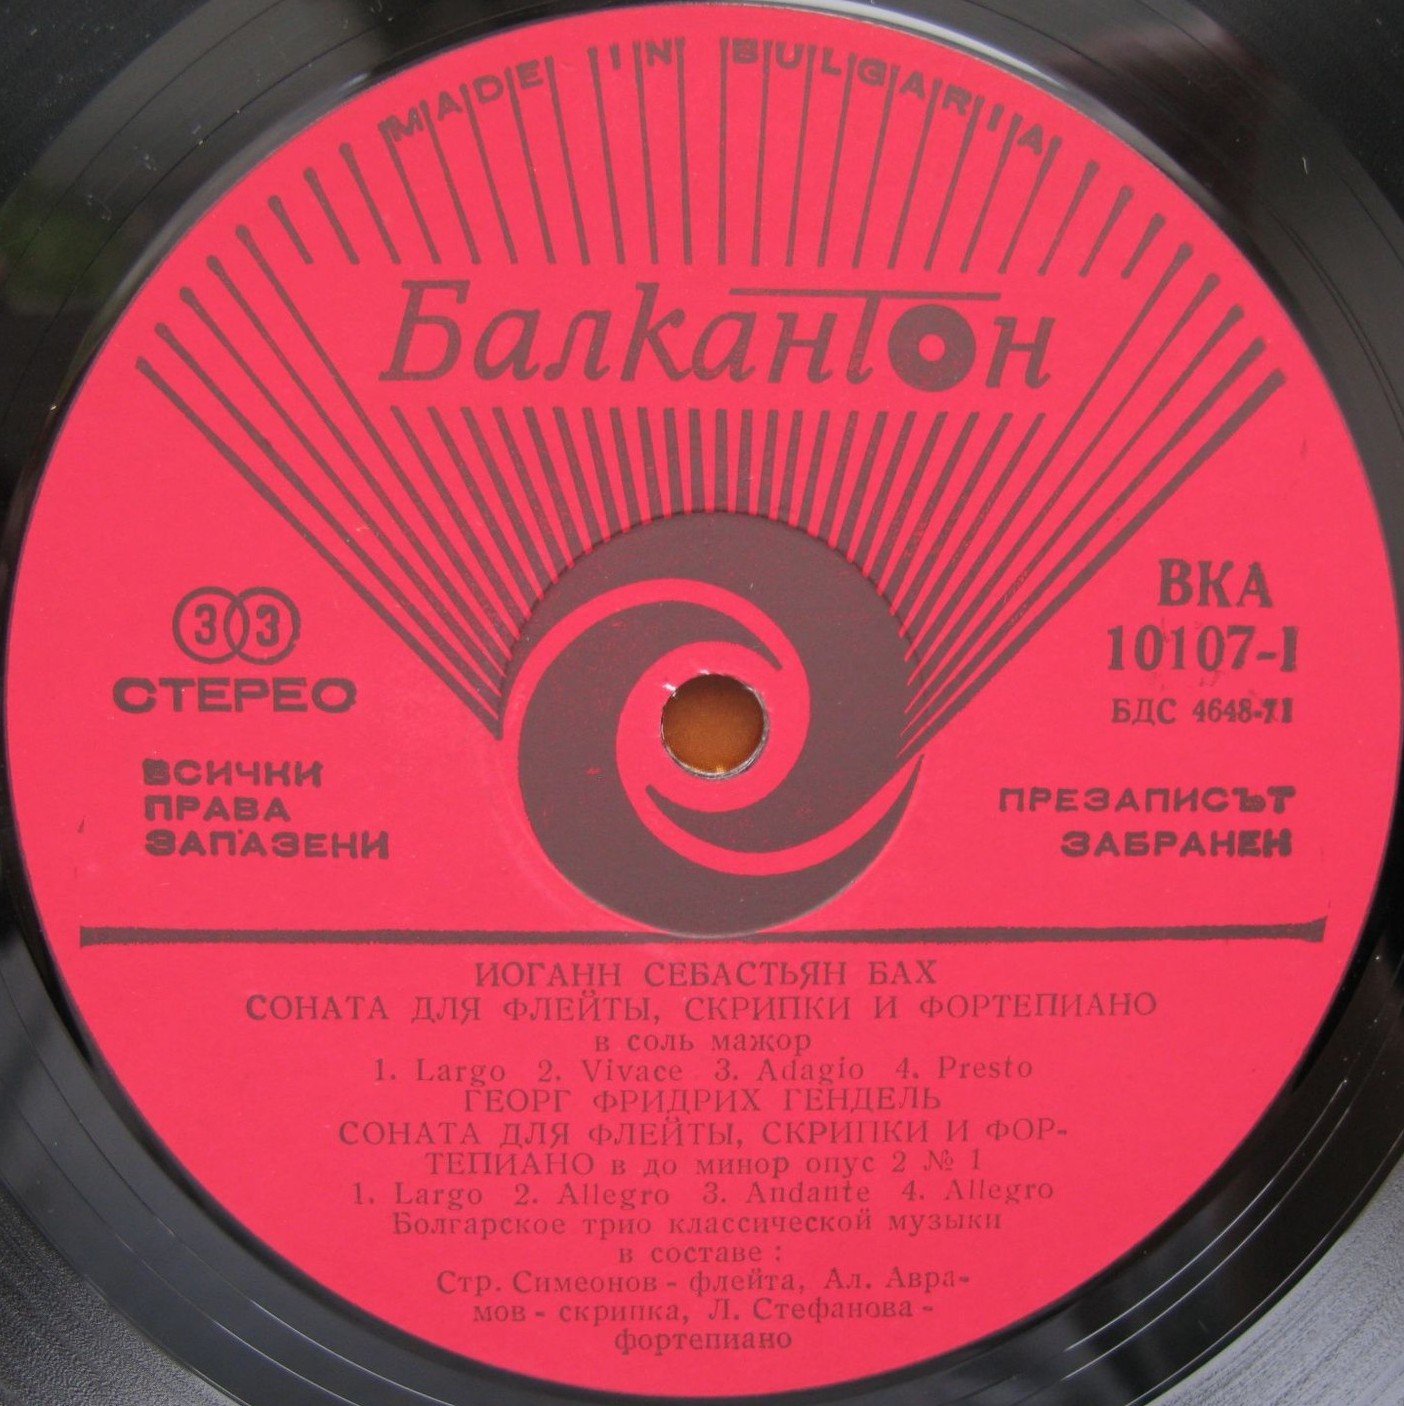 MADE IN BULGARIA
Балкантон
33
СТЕРЕО
ВСИЧКИ
ПРАВА
ЗАПАЗЕНИ
ВКА
10107-I
БДС 4648-71
ПРЕЗАПИСЪТ
ЗАБРАНЕН
ИОГАНН СЕБАСТЬЯН БАХ
СОНАТА ДЛЯ ФЛЕЙТЫ, СКРИПКИ И ФОРТЕПИАНО
в соль мажор
1. Largo 2. Vivace 3. Adagio 4. Presto
ГЕОРГ ФРИДРИХ ГЕНДЕЛЬ
СОНАТА ДЛЯ ФЛЕЙТЫ, СКРИПКИ И ФОР-
ТЕПИАНО в до минор опус 2 № 1
1. Largo 2. Allegro 3. Andante 4. Allegro
Болгарское трио классической музыки
в составе :
Стр. Симеонов - флейта, Ал. Авра-
мов - скрипка, Л. Стефанова -
фортепиано